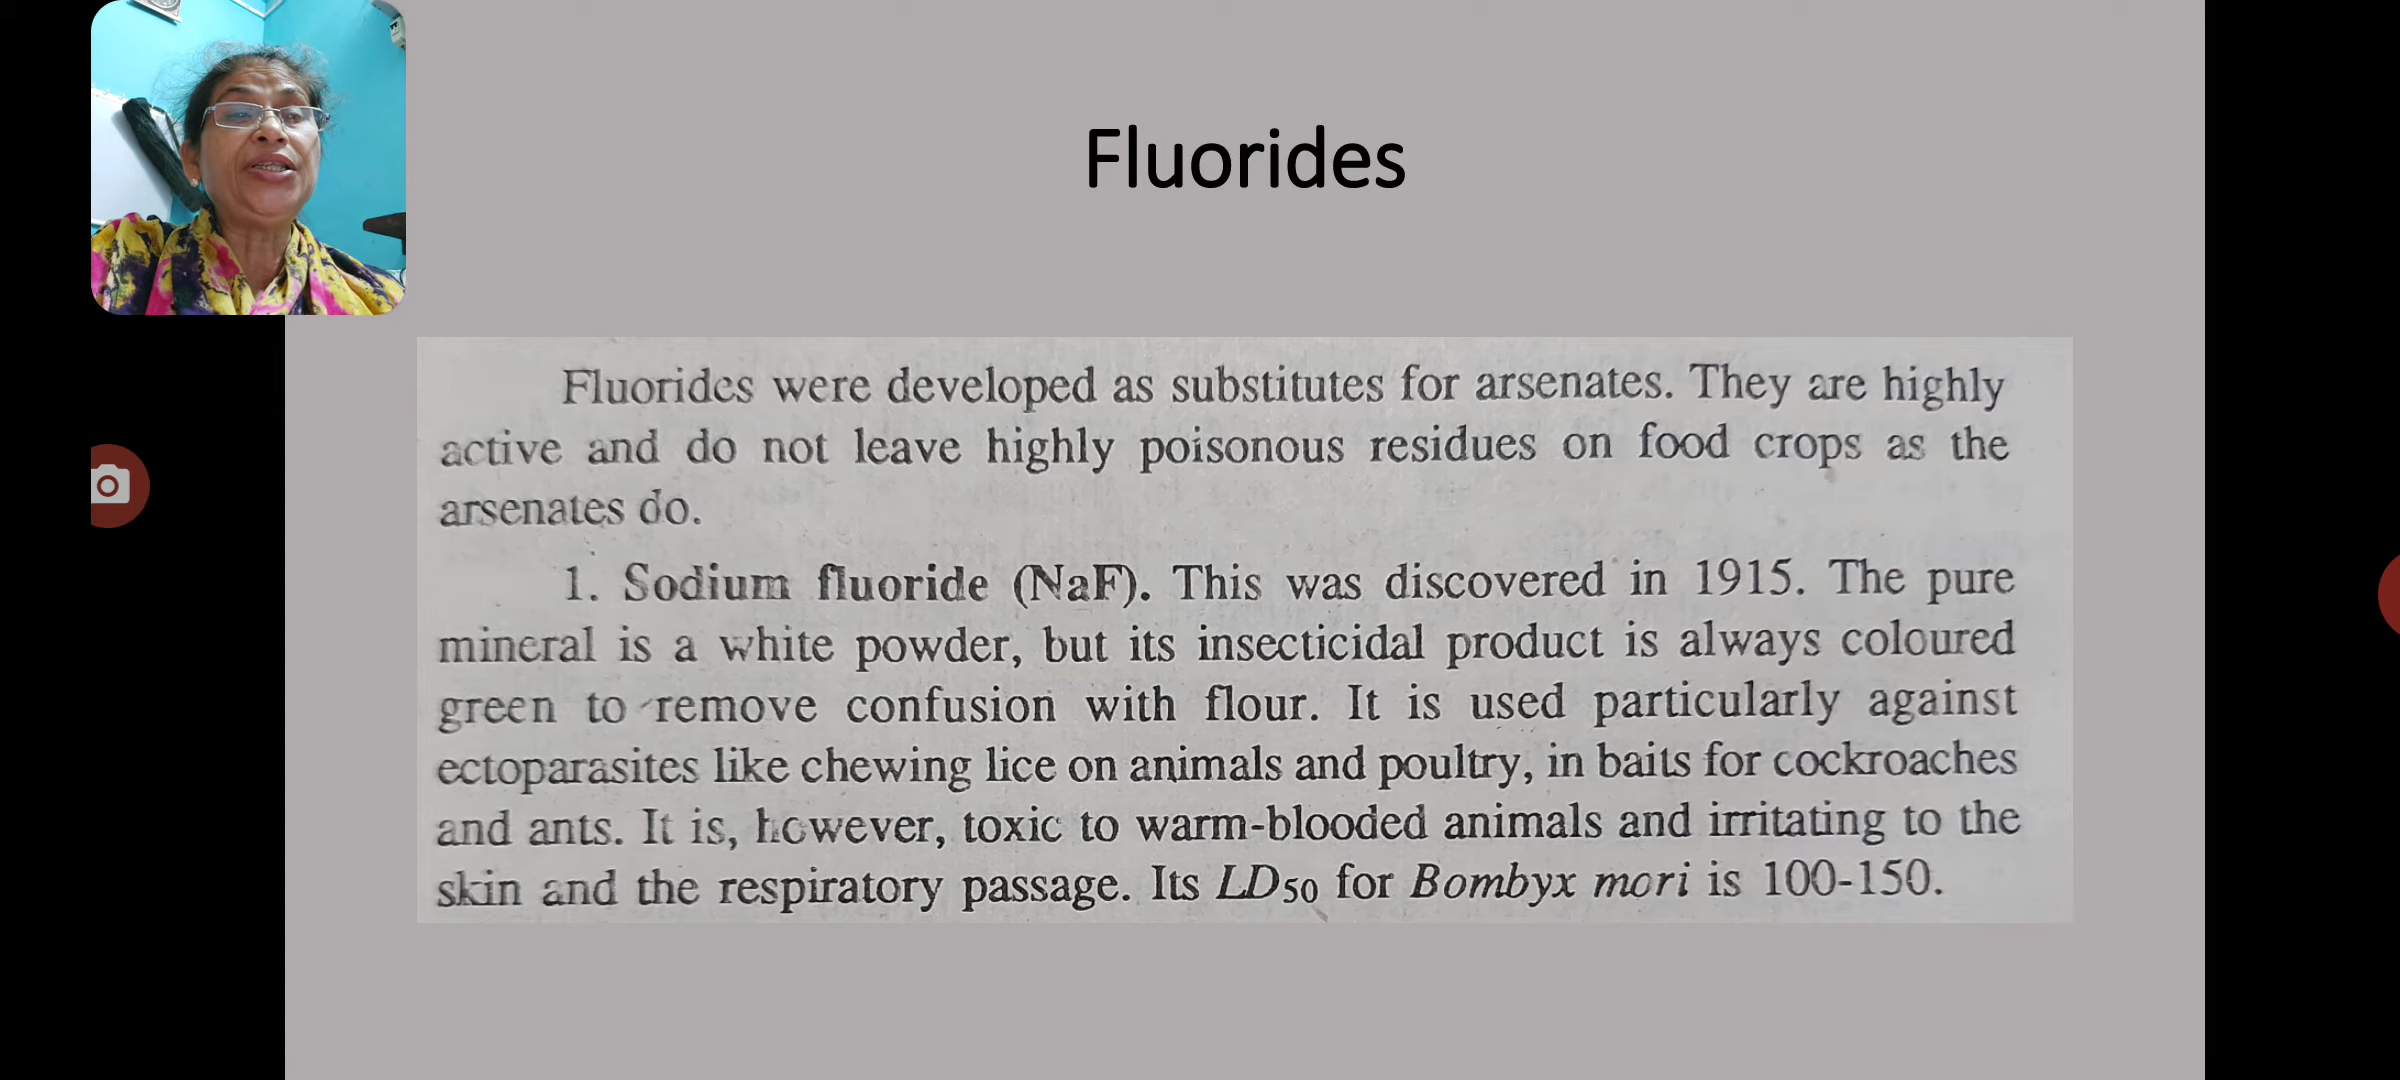 Fluorides
Fluorides were developed as substitutes for arsenates. They are highly
active and do not leave highly poisonous residues on food crops as the
arsenates do.
1. Sodium fluoride (NaF). This was discovered in 1915. The pure
mineral is a white powder, but its insecticidal product is always coloured
green to remove confusion with flour. It is used particularly against
ectoparasites like chewing lice on animals and poultry, in baits for cockroaches
and ants. It is, however, toxic to warm-blooded animals and irritating to the
skin and the respiratory passage. Its LD50 for Bombyx mori is 100-150.